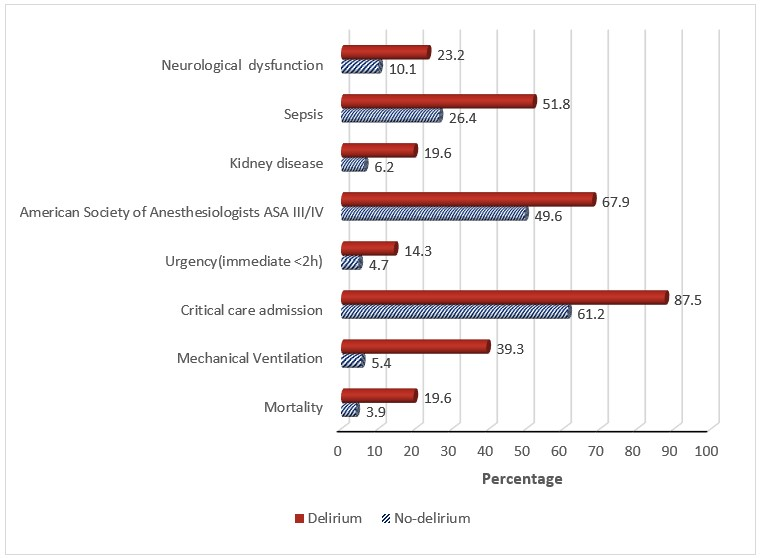 Neurological dysfunction
23.2
10.1
Sepsis
51.8
26.4
Kidney disease
19.6
6.2
American Society of Anesthesiologists ASA III/IV
67.9
49.6
Urgency(immediate <2h)
14.3
4.7
Critical care admission
87.5
61.2
Mechanical Ventilation
39.3
5.4
Mortality
19.6
3.9
0 10 20 30 40 50 60 70 80 90 100
Percentage
Delirium No-delirium